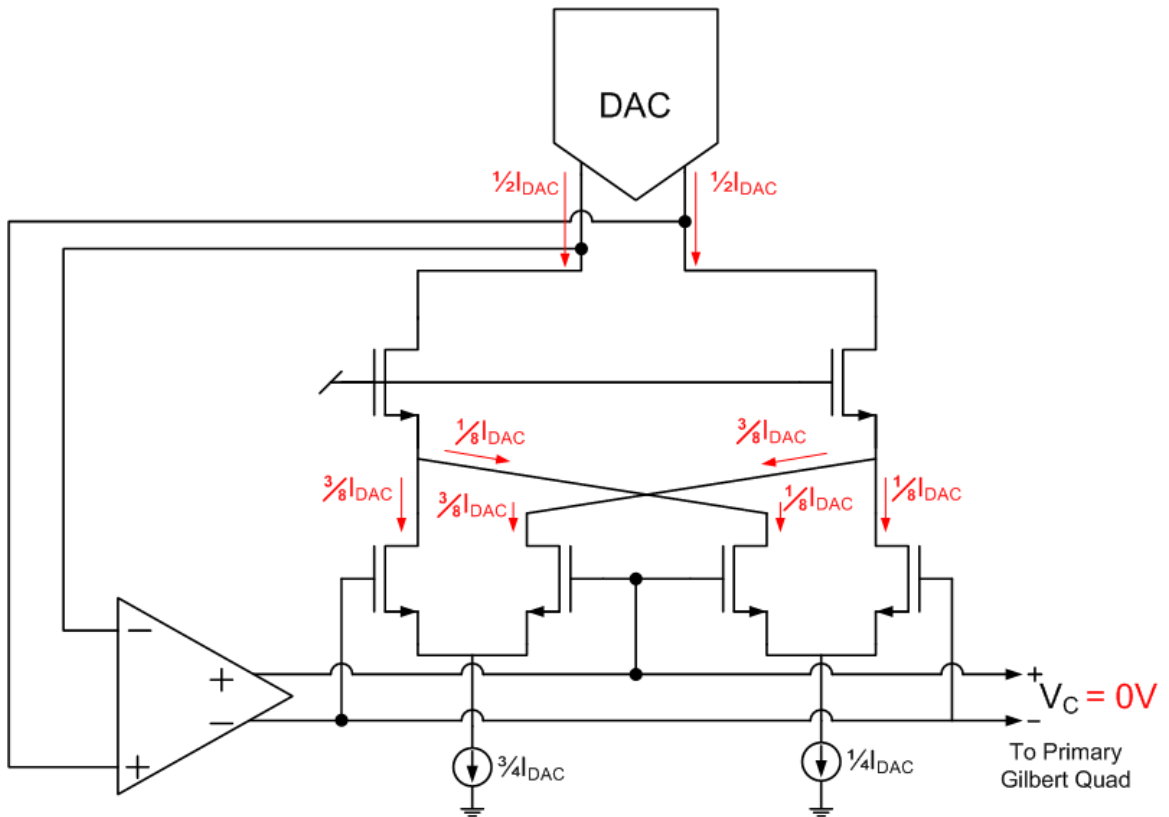 DAC
½I_DAC
½I_DAC
⅛I_DAC
⅜I_DAC
⅜I_DAC
⅜I_DAC
⅛I_DAC
⅛I_DAC
−
+
−
+
+
V_C = 0V
−
To Primary
Gilbert Quad
¾I_DAC
¼I_DAC